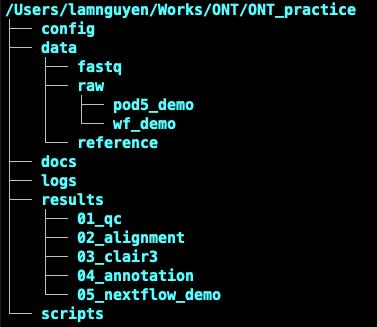 /Users/lamnguyen/Works/ONT/ONT_practice
├── config
├── data
│   ├── fastq
│   ├── raw
│   │   ├── pod5_demo
│   │   └── wf_demo
│   └── reference
├── docs
├── logs
├── results
│   ├── 01_qc
│   ├── 02_alignment
│   ├── 03_clair3
│   ├── 04_annotation
│   └── 05_nextflow_demo
└── scripts